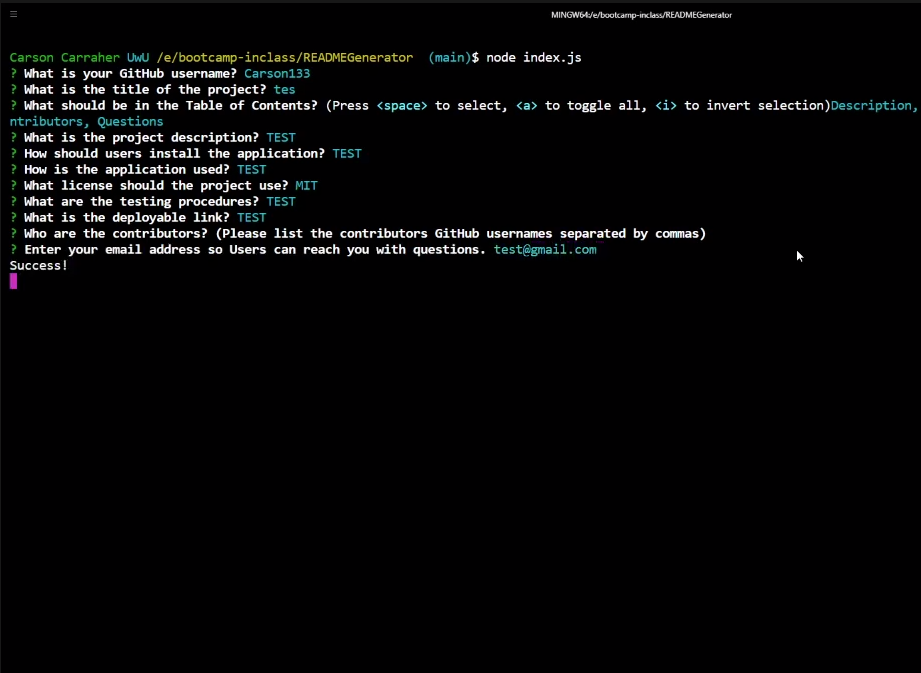 MINGW64:/e/bootcamp-inclass/READMEGenerator
Carson Carraher UwU /e/bootcamp-inclass/READMEGenerator (main)$ node index.js
? What is your GitHub username? Carson133
? What is the title of the project? tes
? What should be in the Table of Contents? (Press <space> to select, <a> to toggle all, <i> to invert selection)Description,
ntributors, Questions
? What is the project description? TEST
? How should users install the application? TEST
? How is the application used? TEST
? What license should the project use? MIT
? What are the testing procedures? TEST
? What is the deployable link? TEST
? Who are the contributors? (Please list the contributors GitHub usernames separated by commas)
? Enter your email address so Users can reach you with questions. test@gmail.com
Success!